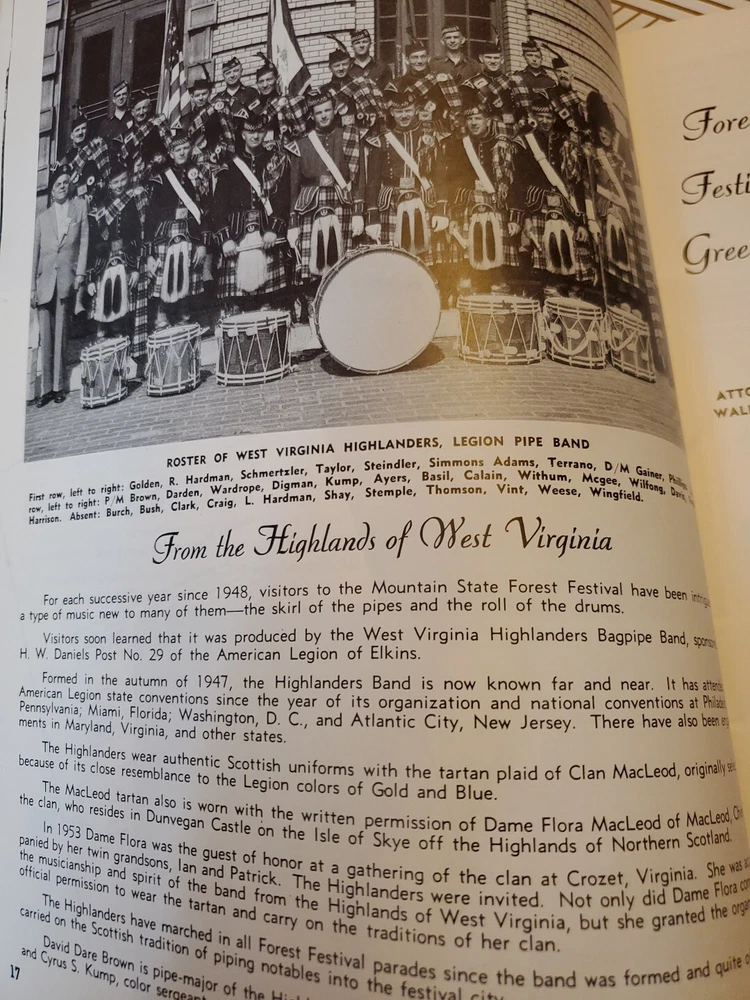 ROSTER OF WEST VIRGINIA HIGHLANDERS, LEGION PIPE BAND
First row, left to right: Golden, R. Hardman, Schmertzler, Taylor, Steindler, Simmons Adams, Terrano, D/M Gainer,
row, left to right: P/M Brown, Darden, Wardrope, Digman, Kump, Ayers, Basil, Calain, Withum, Mcgee, Wilfong,
Harrison. Absent: Burch, Bush, Clark, Craig, L. Hardman, Shay, Stemple, Thomson, Vint, Weese, Wingfield.
From the Highlands of West Virginia
For each successive year since 1948, visitors to the Mountain State Forest Festival have been
a type of music new to many of them—the skirl of the pipes and the roll of the drums.
Visitors soon learned that it was produced by the West Virginia Highlanders Bagpipe Band,
H. W. Daniels Post No. 29 of the American Legion of Elkins.
Formed in the autumn of 1947, the Highlanders Band is now known far and near. It has
American Legion state conventions since the year of its organization and national conventions at
Pennsylvania; Miami, Florida; Washington, D. C., and Atlantic City, New Jersey. There have also been
ments in Maryland, Virginia, and other states.
The Highlanders wear authentic Scottish uniforms with the tartan plaid of Clan MacLeod, originally
because of its close resemblance to the Legion colors of Gold and Blue.
The MacLeod tartan also is worn with the written permission of Dame Flora MacLeod of MacLeod,
the clan, who resides in Dunvegan Castle on the Isle of Skye off the Highlands of Northern Scotland.
In 1953 Dame Flora was the guest of honor at a gathering of the clan at Crozet, Virginia. She was
panied by her twin grandsons, Ian and Patrick. The Highlanders were invited. Not only did Dame Flora
the musicianship and spirit of the band from the Highlands of West Virginia, but she granted the
official permission to wear the tartan and carry on the traditions of her clan.
The Highlanders have marched in all Forest Festival parades since the band was formed and quite
carried on the Scottish tradition of piping notables into the festival city.
David Dare Brown is pipe-major of the
and Cyrus S. Kump, color
17
Fore
Festi
Gree
ATTO
WAL